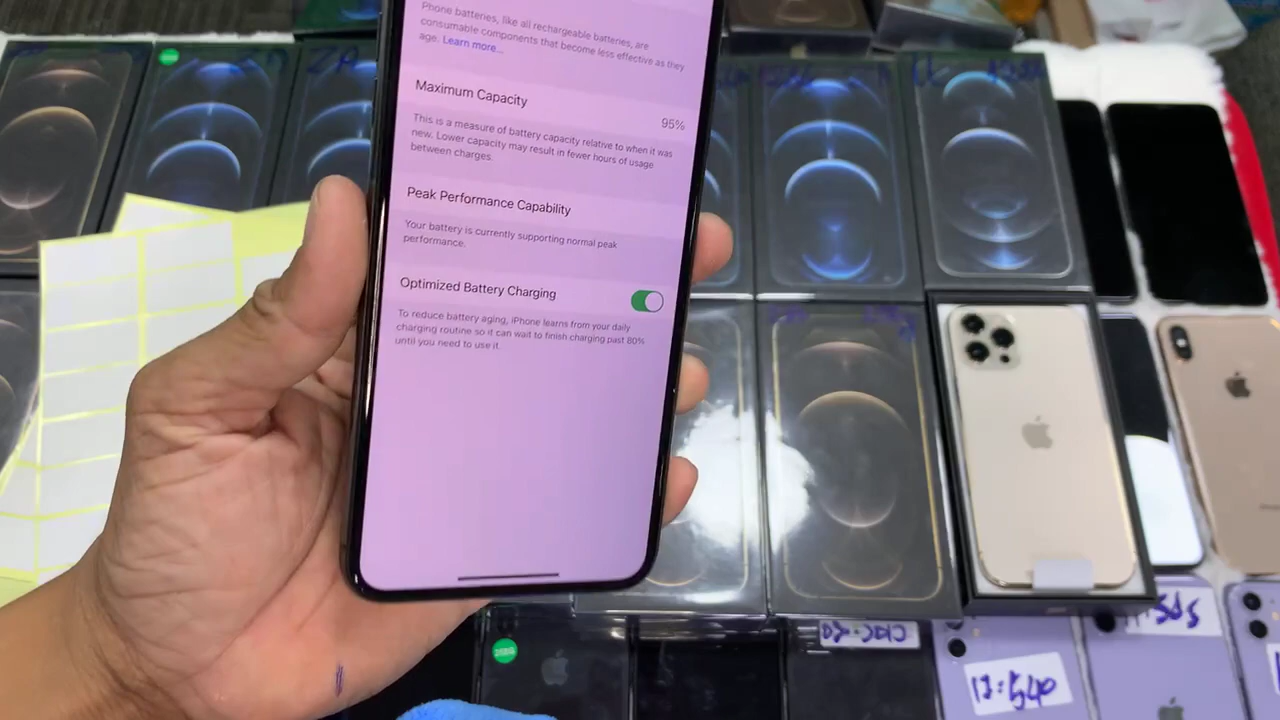 Phone batteries, like all rechargeable batteries, are
consumable components that become less effective as they
age. Learn more...
Maximum Capacity
95%
This is a measure of battery capacity relative to when it was
new. Lower capacity may result in fewer hours of usage
between charges.
Peak Performance Capability
Your battery is currently supporting normal peak
performance.
Optimized Battery Charging
To reduce battery aging, iPhone learns from your daily
charging routine so it can wait to finish charging past 80%
until you need to use it.